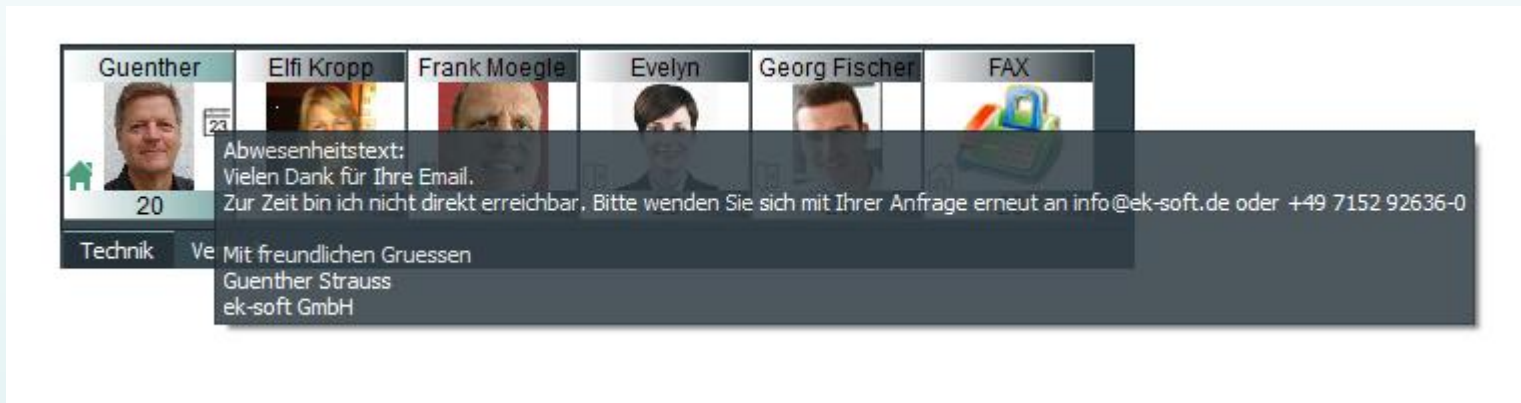 Guenther
Elfi Kropp
Frank Moegle
Evelyn
Georg Fischer
FAX
23
20
Technik
Ve
Abwesenheitstext:
Vielen Dank für Ihre Email.
Zur Zeit bin ich nicht direkt erreichbar. Bitte wenden Sie sich mit Ihrer Anfrage erneut an info@ek-soft.de oder +49 7152 92636-0
Mit freundlichen Gruessen
Guenther Strauss
ek-soft GmbH